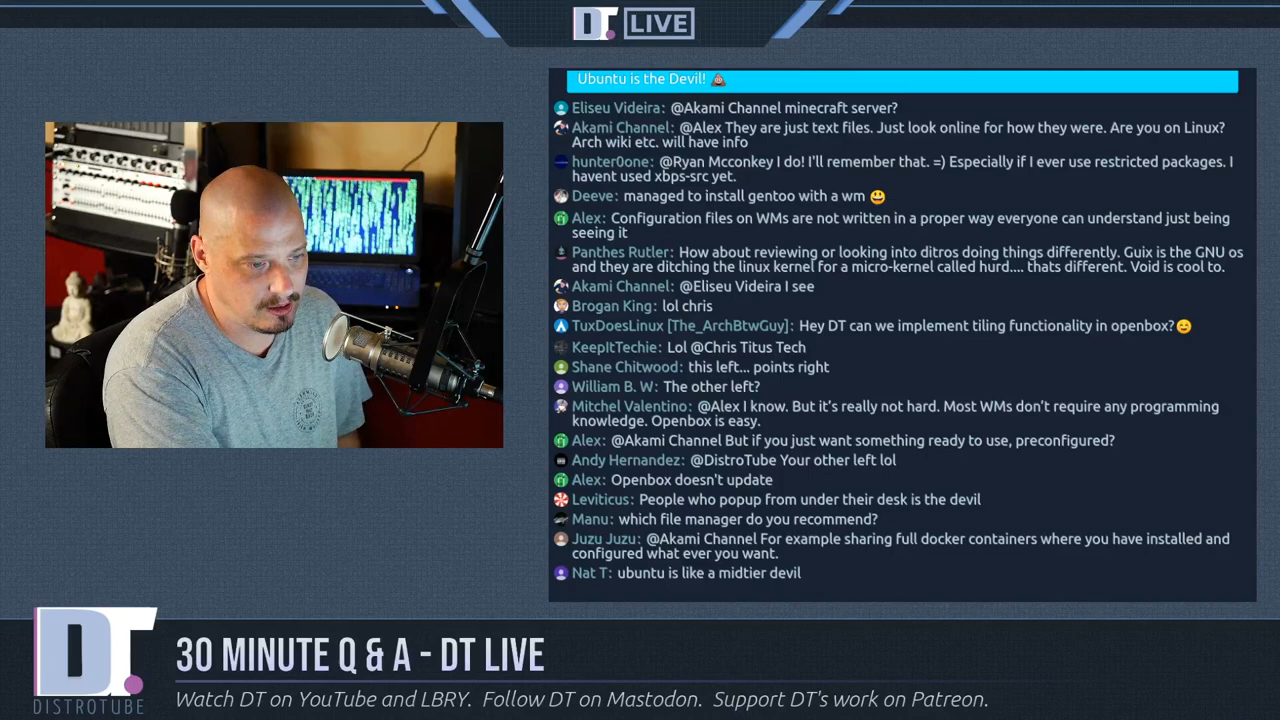 DT LIVE
Ubuntu is the Devil! 💩
Eliseu Videira: @Akami Channel minecraft server?
Akami Channel: @Alex They are just text files. Just look online for how they were. Are you on Linux?
Arch wiki etc. will have info
hunter0one: @Ryan Mcconkey I do! I'll remember that. =) Especially if I ever use restricted packages. I
havent used xbps-src yet.
Deeve: managed to install gentoo with a wm 😃
Alex: Configuration files on WMs are not written in a proper way everyone can understand just being
seeing it
Panthes Rutler: How about reviewing or looking into ditros doing things differently. Guix is the GNU os
and they are ditching the linux kernel for a micro-kernel called hurd.... thats different. Void is cool to.
Akami Channel: @Eliseu Videira I see
Brogan King: lol chris
TuxDoesLinux [The_ArchBtwGuy]: Hey DT can we implement tiling functionality in openbox?😊
KeepItTechie: Lol @Chris Titus Tech
Shane Chitwood: this left... points right
William B. W: The other left?
Mitchel Valentino: @Alex I know. But it's really not hard. Most WMs don't require any programming
knowledge. Openbox is easy.
Alex: @Akami Channel But if you just want something ready to use, preconfigured?
Andy Hernandez: @DistroTube Your other left lol
Alex: Openbox doesn't update
Leviticus: People who popup from under their desk is the devil
Manu: which file manager do you recommend?
Juzu Juzu: @Akami Channel For example sharing full docker containers where you have installed and
configured what ever you want.
Nat T: ubuntu is like a midtier devil
DT
DISTROTUBE
30 MINUTE Q & A - DT LIVE
Watch DT on YouTube and LBRY. Follow DT on Mastodon. Support DT's work on Patreon.